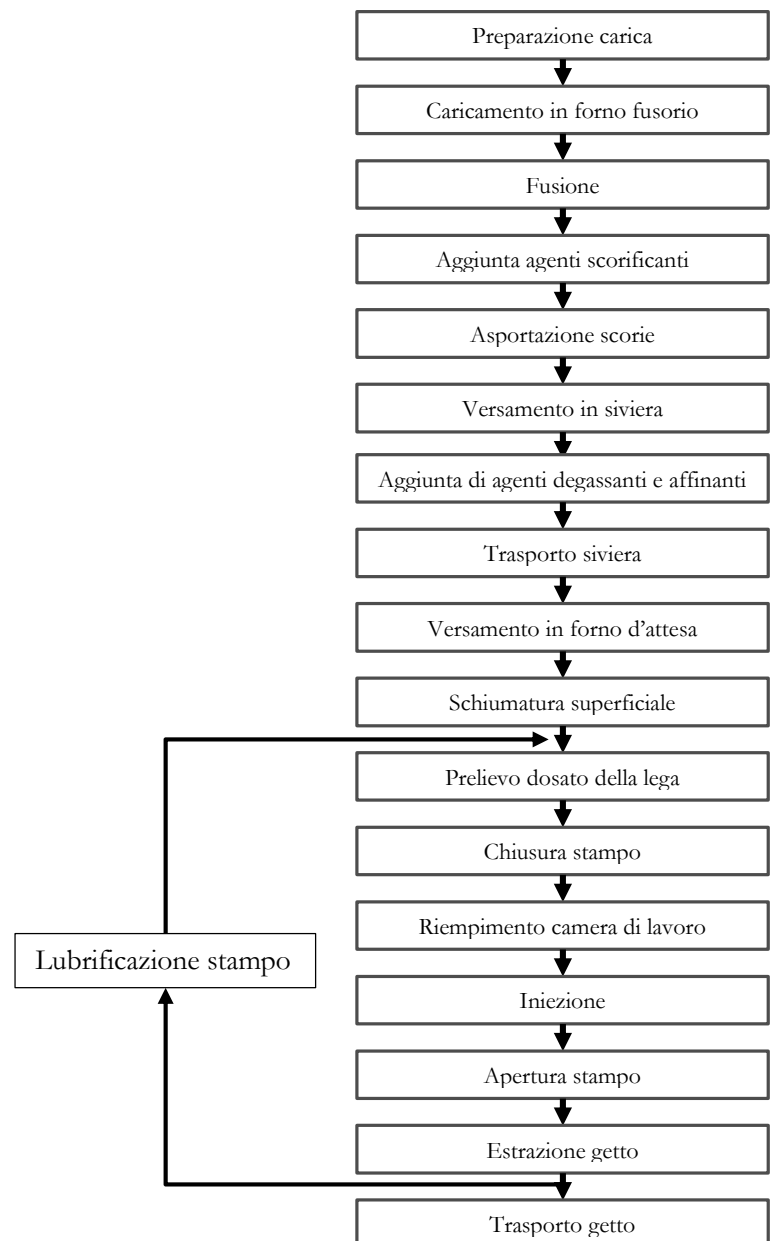 Preparazione carica
Caricamento in forno fusorio
Fusione
Aggiunta agenti scorificanti
Asportazione scorie
Versamento in siviera
Aggiunta di agenti degassanti e affinanti
Trasporto siviera
Versamento in forno d'attesa
Schiumatura superficiale
Prelievo dosato della lega
Chiusura stampo
Riempimento camera di lavoro
Lubrificazione stampo
Iniezione
Apertura stampo
Estrazione getto
Trasporto getto